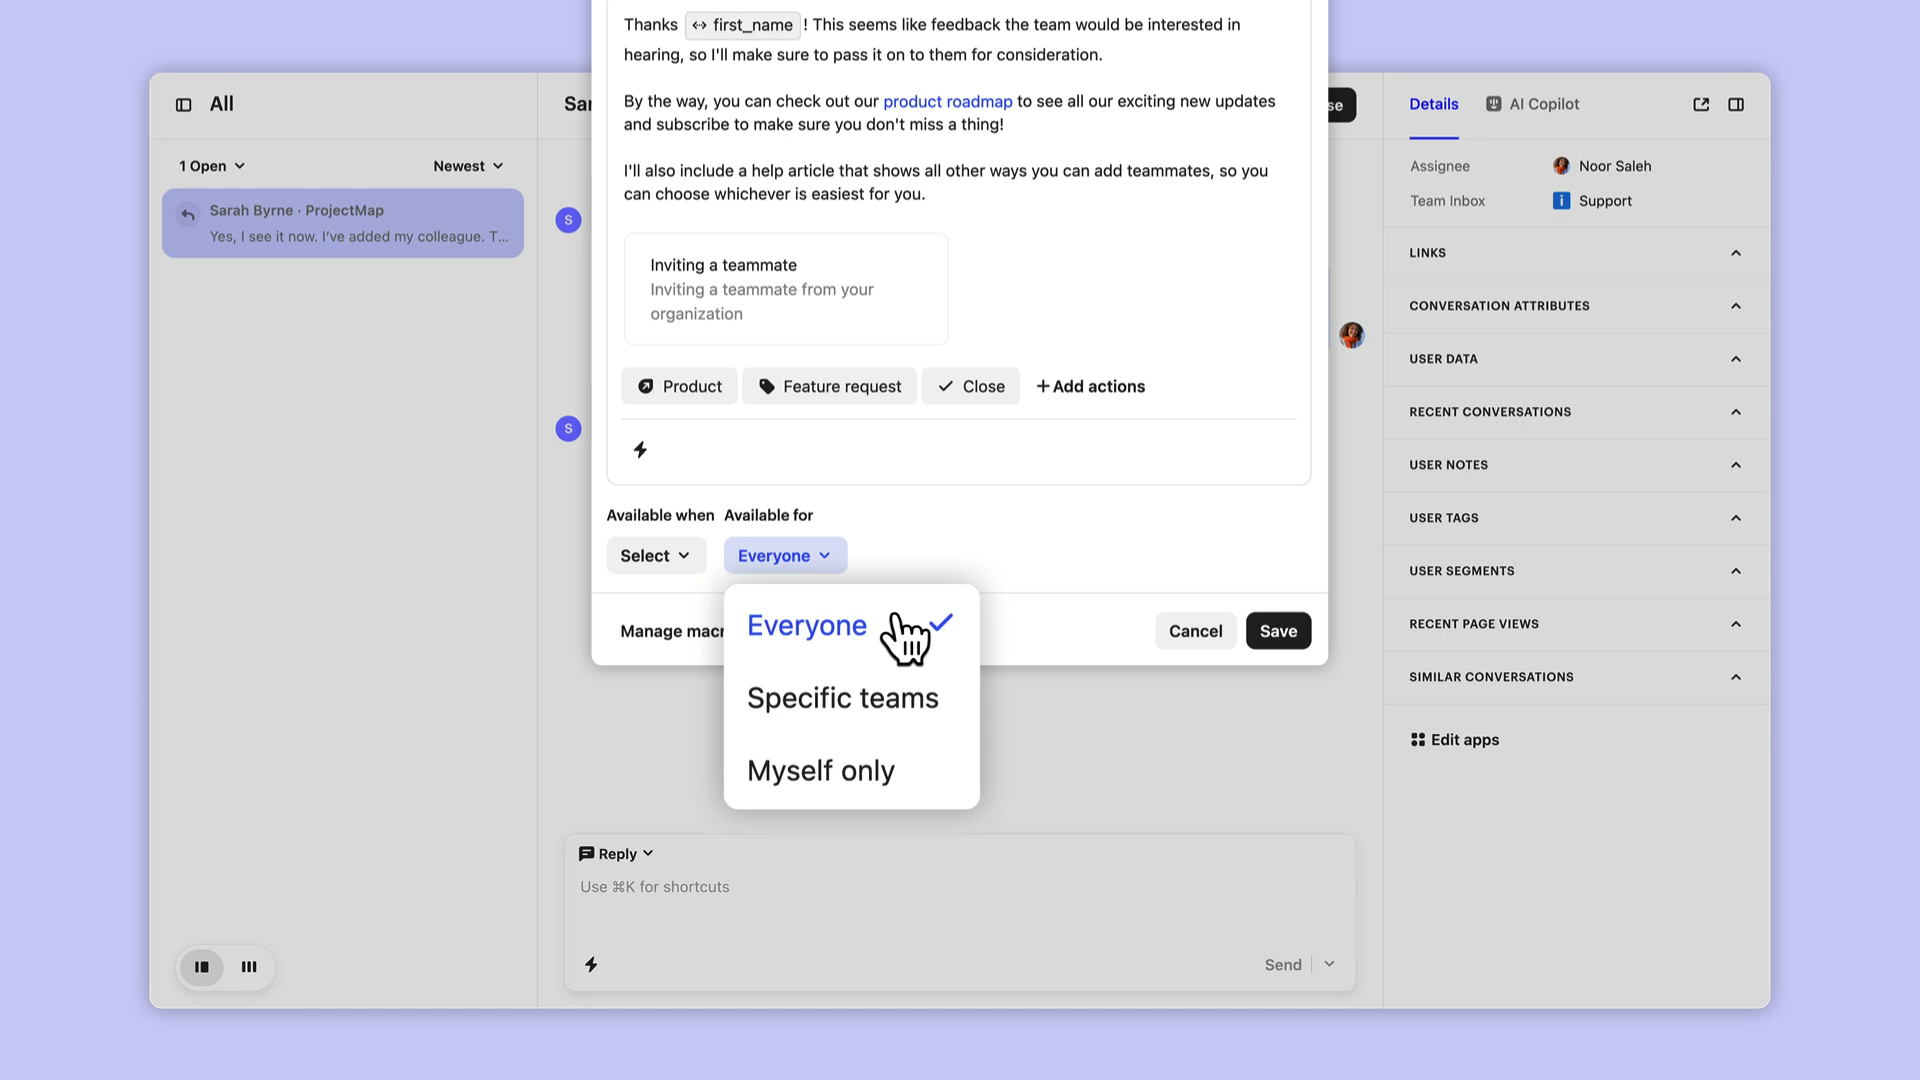 All
1 Open
Newest
Sarah Byrne · ProjectMap
Yes, I see it now. I've added my colleague. T...
S
S
Thanks first_name ! This seems like feedback the team would be interested in
hearing, so I'll make sure to pass it on to them for consideration.
By the way, you can check out our product roadmap to see all our exciting new updates
and subscribe to make sure you don't miss a thing!
I'll also include a help article that shows all other ways you can add teammates, so you
can choose whichever is easiest for you.
Inviting a teammate
Inviting a teammate from your
organization
Product
Feature request
Close
+ Add actions
Available when
Available for
Select
Everyone
Everyone
Specific teams
Myself only
Manage
Cancel
Save
Reply
Use ⌘K for shortcuts
Send
Details
AI Copilot
Assignee
Noor Saleh
Team Inbox
Support
LINKS
CONVERSATION ATTRIBUTES
USER DATA
RECENT CONVERSATIONS
USER NOTES
USER TAGS
USER SEGMENTS
RECENT PAGE VIEWS
SIMILAR CONVERSATIONS
Edit apps